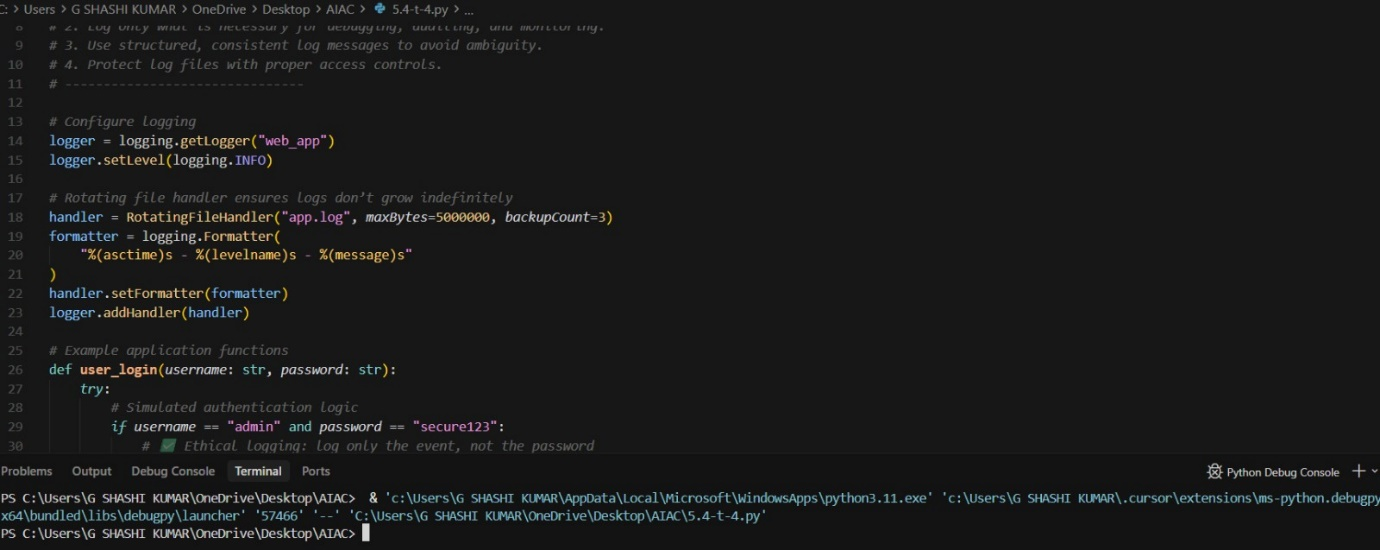 C: > Users > G SHASHI KUMAR > OneDrive > Desktop > AIAC > 5.4-t-4.py > ...
8 # 2. Log only what is necessary for debugging, auditing, and monitoring.
9 # 3. Use structured, consistent log messages to avoid ambiguity.
10 # 4. Protect log files with proper access controls.
11 # -------------------------------
12
13 # Configure logging
14 logger = logging.getLogger("web_app")
15 logger.setLevel(logging.INFO)
16
17 # Rotating file handler ensures logs don’t grow indefinitely
18 handler = RotatingFileHandler("app.log", maxBytes=5000000, backupCount=3)
19 formatter = logging.Formatter(
20 "%(asctime)s - %(levelname)s - %(message)s"
21 )
22 handler.setFormatter(formatter)
23 logger.addHandler(handler)
24
25 # Example application functions
26 def user_login(username: str, password: str):
27 try:
28 # Simulated authentication logic
29 if username == "admin" and password == "secure123":
30 # ✅ Ethical logging: log only the event, not the password
Problems Output Debug Console Terminal Ports Python Debug Console
PS C:\Users\G SHASHI KUMAR\OneDrive\Desktop\AIAC> & 'c:\Users\G SHASHI KUMAR\AppData\Local\Microsoft\WindowsApps\python3.11.exe' 'c:\Users\G SHASHI KUMAR\.cursor\extensions\ms-python.debugpy
x64\bundled\libs\debugpy\launcher' '57466' '--' 'C:\Users\G SHASHI KUMAR\OneDrive\Desktop\AIAC\5.4-t-4.py'
PS C:\Users\G SHASHI KUMAR\OneDrive\Desktop\AIAC>